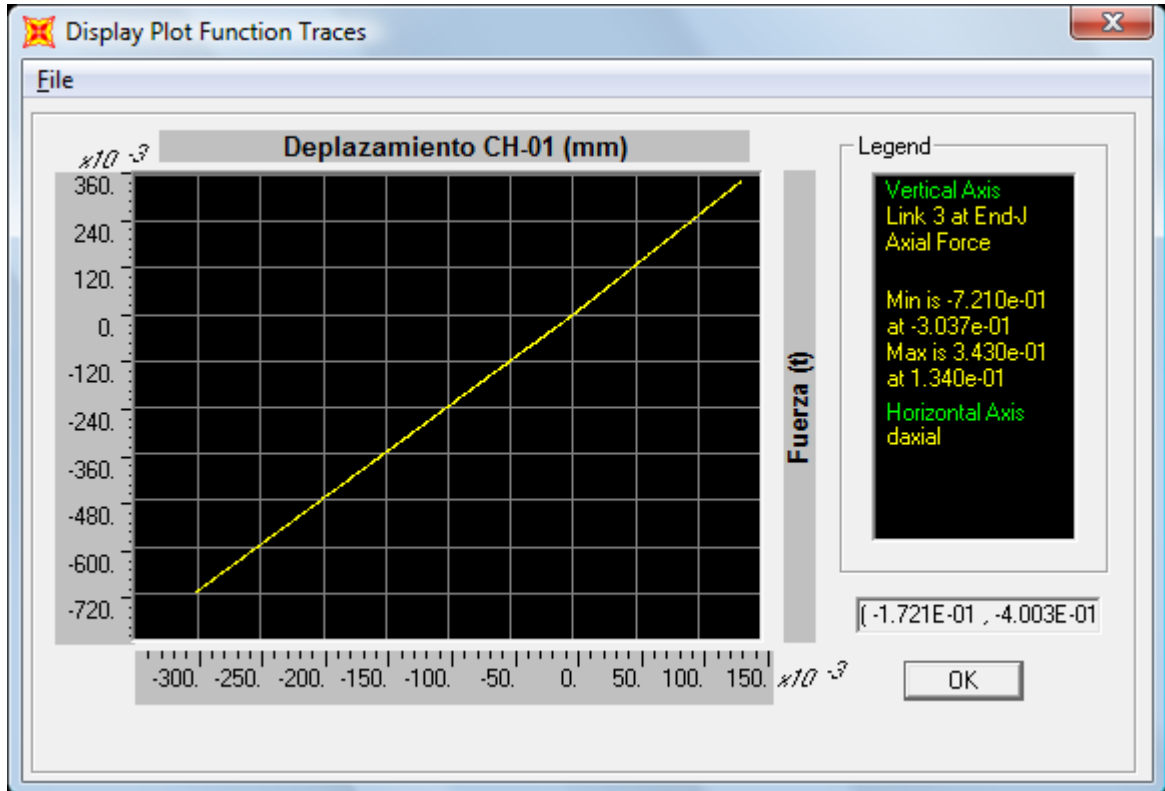 Display Plot Function Traces
File
x10 -3
Deplazamiento CH-01 (mm)
360.
240.
120.
0.
-120.
-240.
-360.
-480.
-600.
-720.
-300. -250. -200. -150. -100. -50. 0. 50. 100. 150. x10 -3
Fuerza (t)
Legend
Vertical Axis
Link 3 at End-J
Axial Force
Min is -7.210e-01
at -3.037e-01
Max is 3.430e-01
at 1.340e-01
Horizontal Axis
daxial
( -1.721E-01 , -4.003E-01
OK